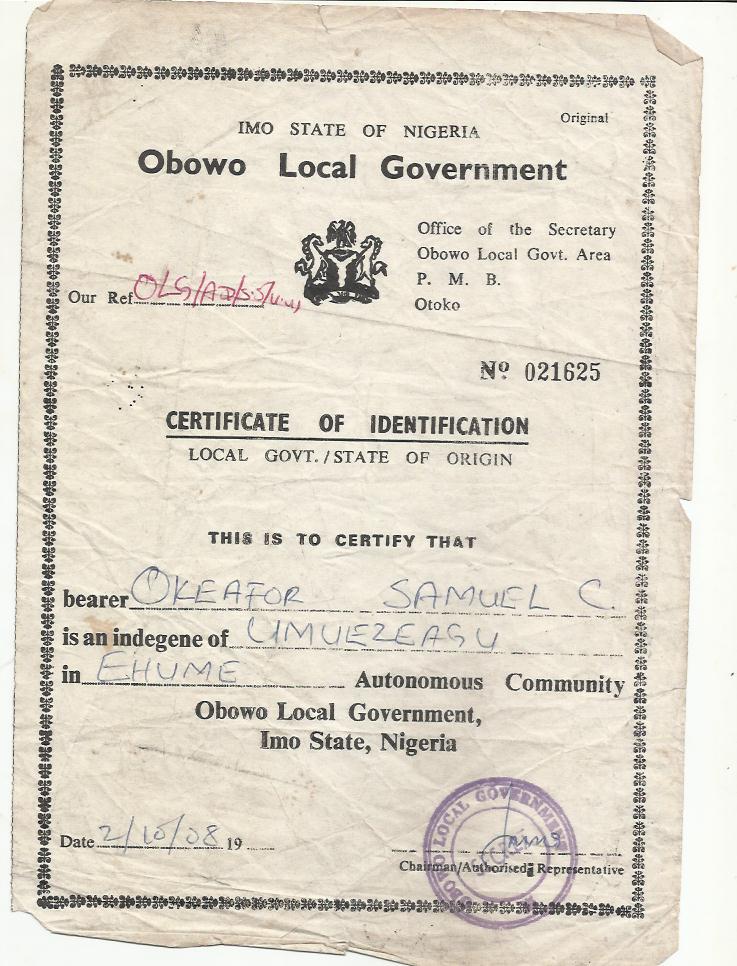 Original
IMO STATE OF NIGERIA
Obowo Local Government
Office of the Secretary
Obowo Local Govt. Area
P. M. B.
Otoko
Our Ref
Nº 021625
CERTIFICATE OF IDENTIFICATION
LOCAL GOVT./STATE OF ORIGIN
THIS IS TO CERTIFY THAT
bearer OKEAFOR SAMUEL C.
is an indegene of UMUEZEAGU
in EHUME Autonomous Community
Obowo Local Government,
Imo State, Nigeria
Date 2/10/08 19
Chairman/Authorised Representative
OBOWO LOCAL GOVERNMENT